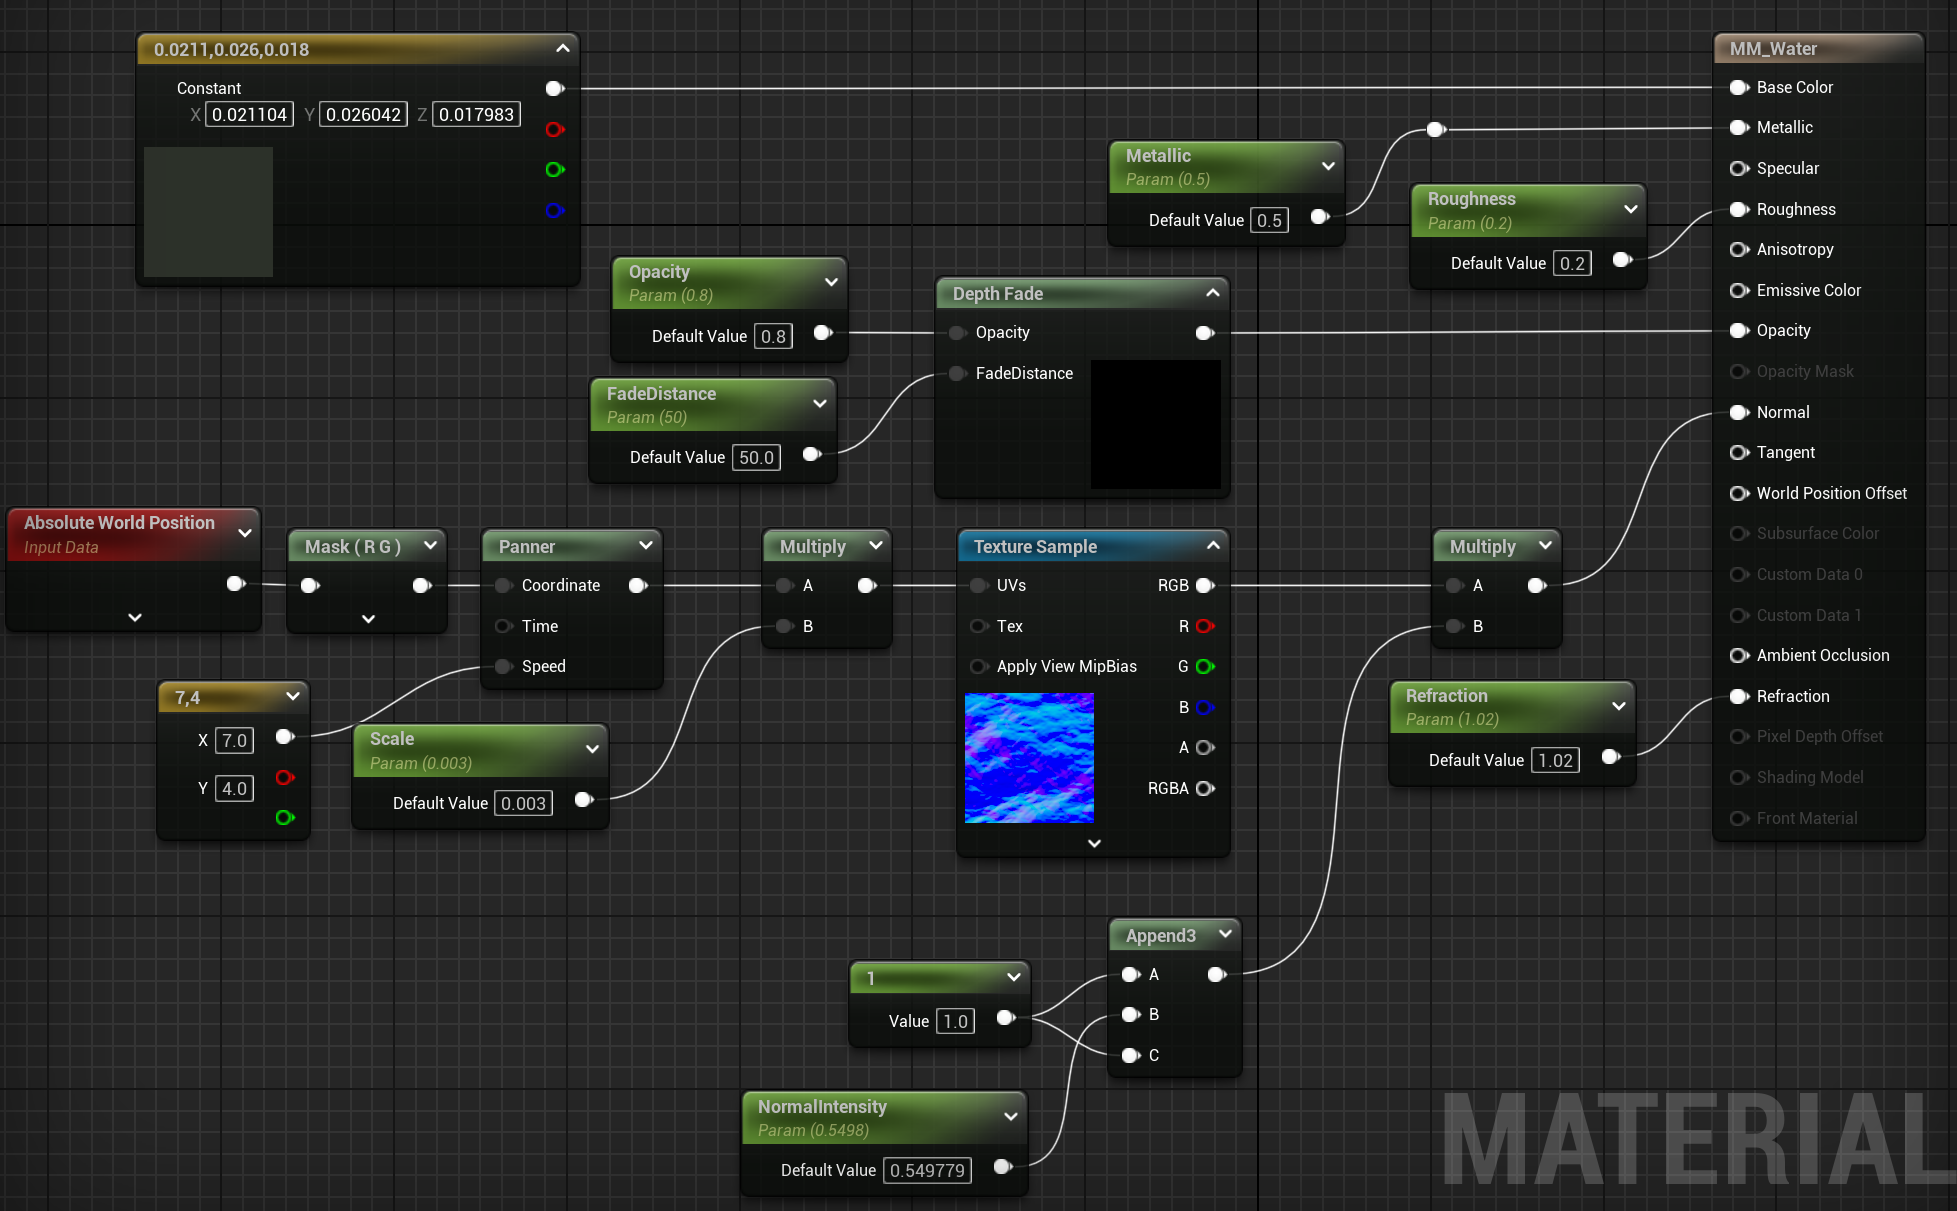 0.0211,0.026,0.018
Constant
X 0.021104 Y 0.026042 Z 0.017983
Metallic
Param (0.5)
Default Value 0.5
Roughness
Param (0.2)
Default Value 0.2
Opacity
Param (0.8)
Default Value 0.8
FadeDistance
Param (50)
Default Value 50.0
Depth Fade
Opacity
FadeDistance
Absolute World Position
Input Data
Mask ( R G )
Panner
Coordinate
Time
Speed
Multiply
A
B
Texture Sample
UVs RGB
Tex R
Apply View MipBias G
B
A
RGBA
Multiply
A
B
7,4
X 7.0
Y 4.0
Scale
Param (0.003)
Default Value 0.003
Refraction
Param (1.02)
Default Value 1.02
1
Value 1.0
Append3
A
B
C
NormalIntensity
Param (0.5498)
Default Value 0.549779
MM_Water
Base Color
Metallic
Specular
Roughness
Anisotropy
Emissive Color
Opacity
Opacity Mask
Normal
Tangent
World Position Offset
Subsurface Color
Custom Data 0
Custom Data 1
Ambient Occlusion
Refraction
Pixel Depth Offset
Shading Model
Front Material
MATERIAL